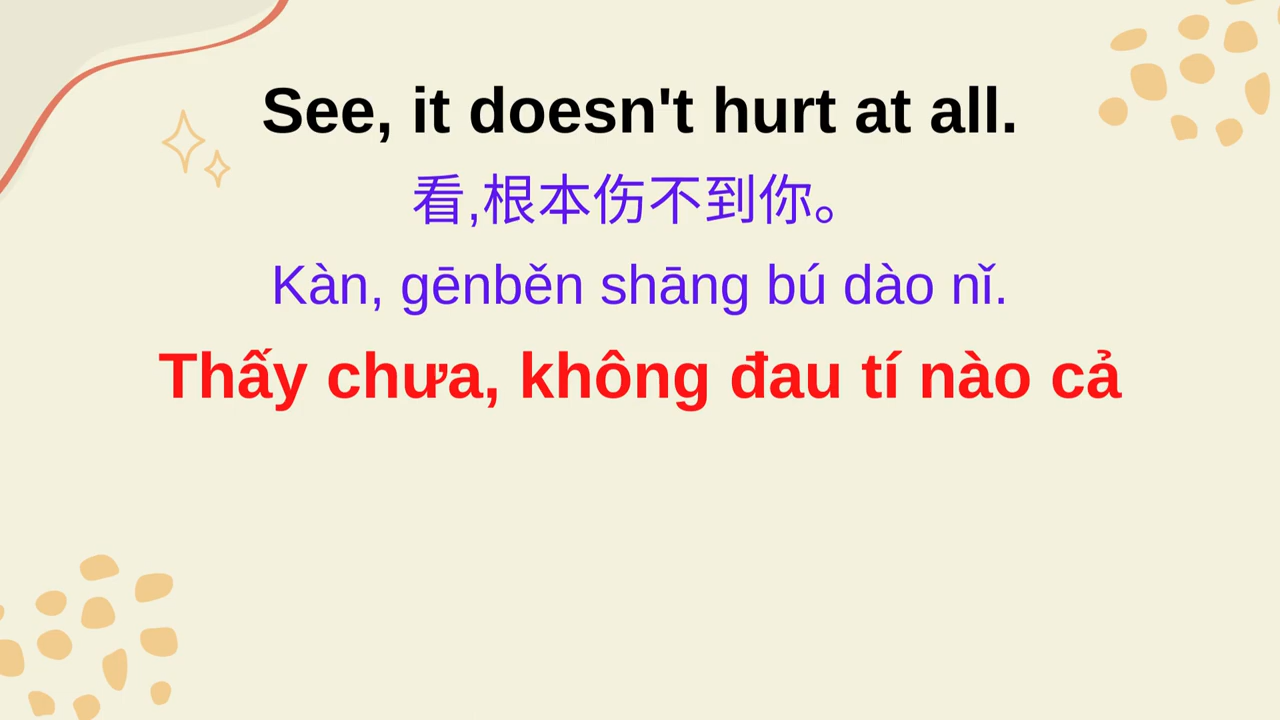 See, it doesn't hurt at all.
看,根本伤不到你。
Kàn, gēnběn shāng bú dào nǐ.
Thấy chưa, không đau tí nào cả